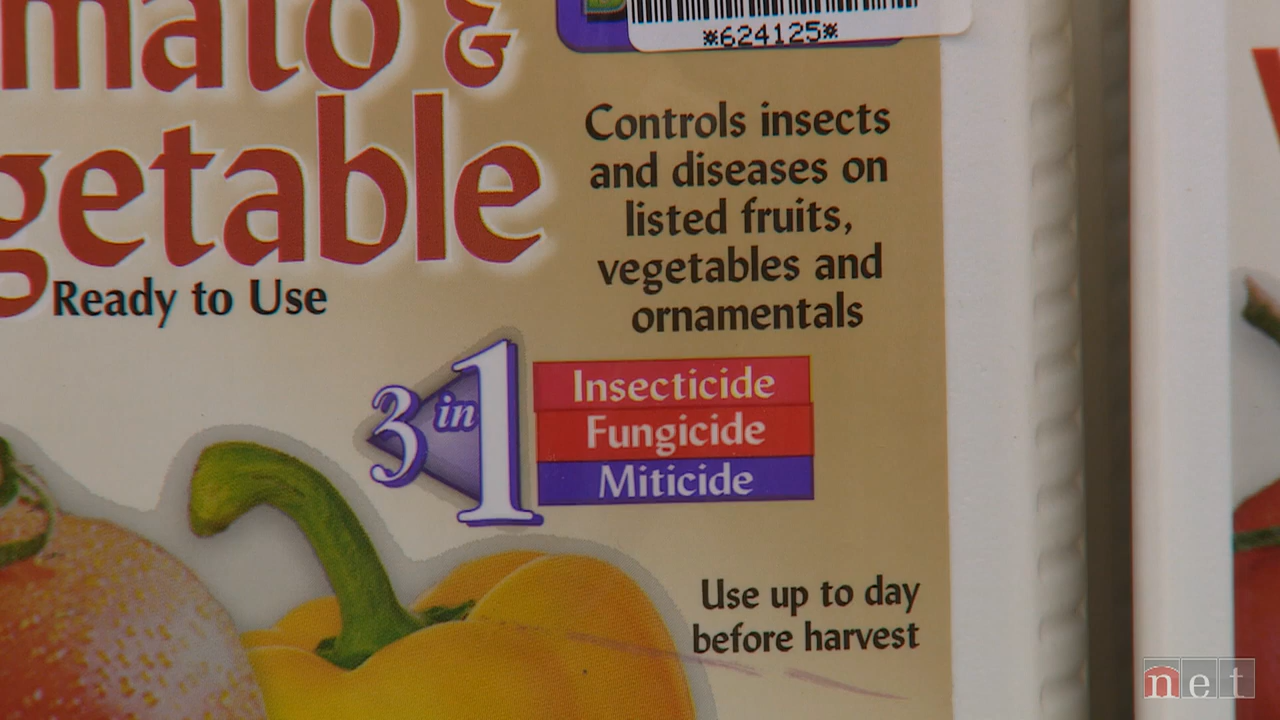 mato &
getable
Ready to Use
*624125*
Controls insects
and diseases on
listed fruits,
vegetables and
ornamentals
3 in 1
Insecticide
Fungicide
Miticide
Use up to day
before harvest
net